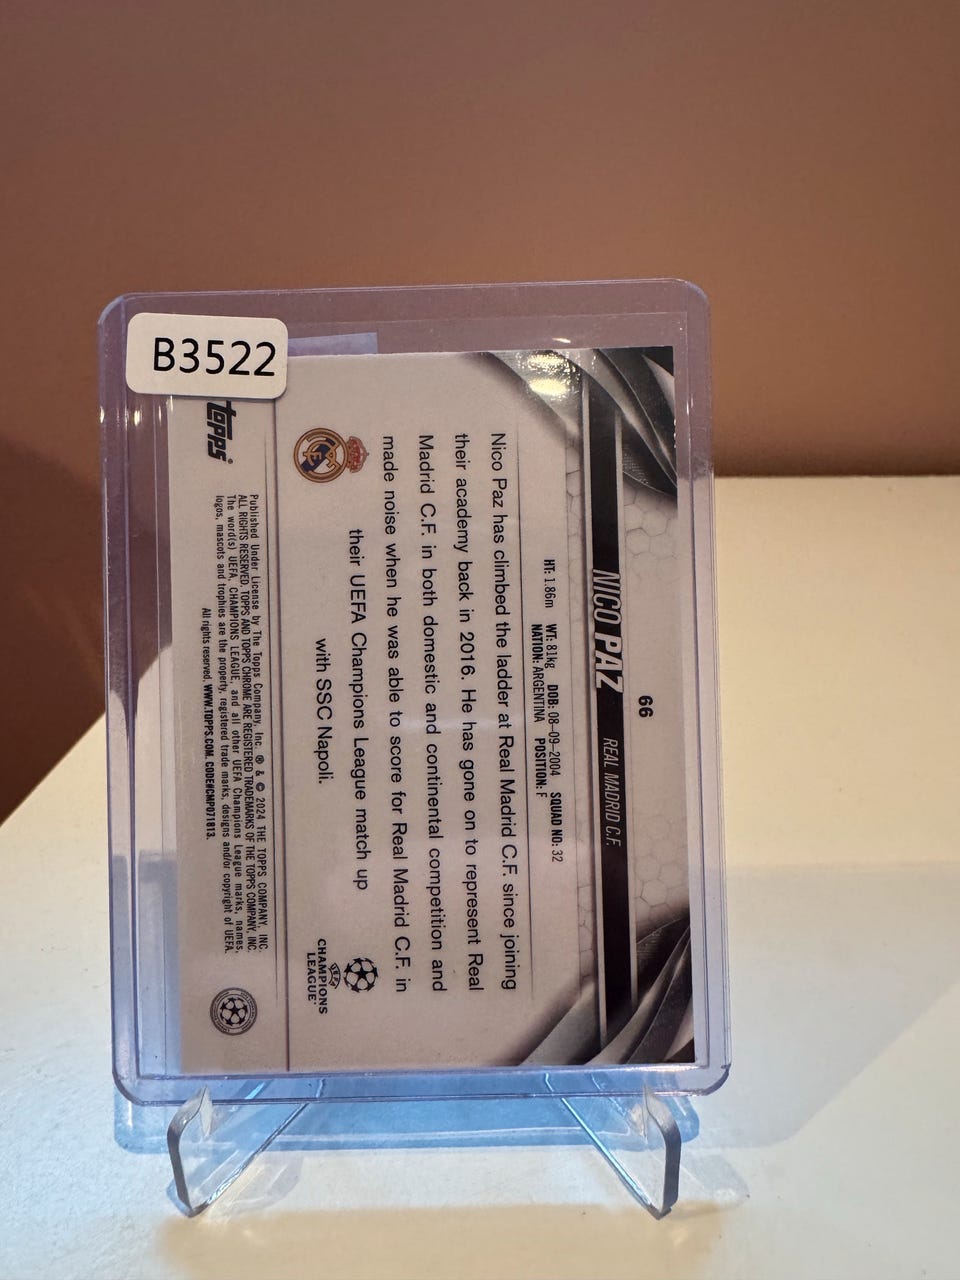 B3522
66
NICO PAZ REAL MADRID C.F.
HT: 1.86m WT: 81kg DOB: 08-09-2004 SQUAD NO: 32
NATION: ARGENTINA POSITION: F
Nico Paz has climbed the ladder at Real Madrid C.F. since joining
their academy back in 2016. He has gone on to represent Real
Madrid C.F. in both domestic and continental competition and
made noise when he was able to score for Real Madrid C.F. in
their UEFA Champions League match up
with SSC Napoli.
UEFA
CHAMPIONS
LEAGUE
topps®
Published Under License by The Topps Company, Inc. ® & © 2024 THE TOPPS COMPANY, INC.
ALL RIGHTS RESERVED. TOPPS AND TOPPS CHROME ARE REGISTERED TRADEMARKS OF THE TOPPS COMPANY, INC.
The word(s) UEFA, CHAMPIONS LEAGUE, and all other UEFA Champions League marks, names,
logos, mascots and trophies are the property, registered trade marks, designs and/or copyright of UEFA.
All rights reserved. WWW.TOPPS.COM. CODE#CMP071813.